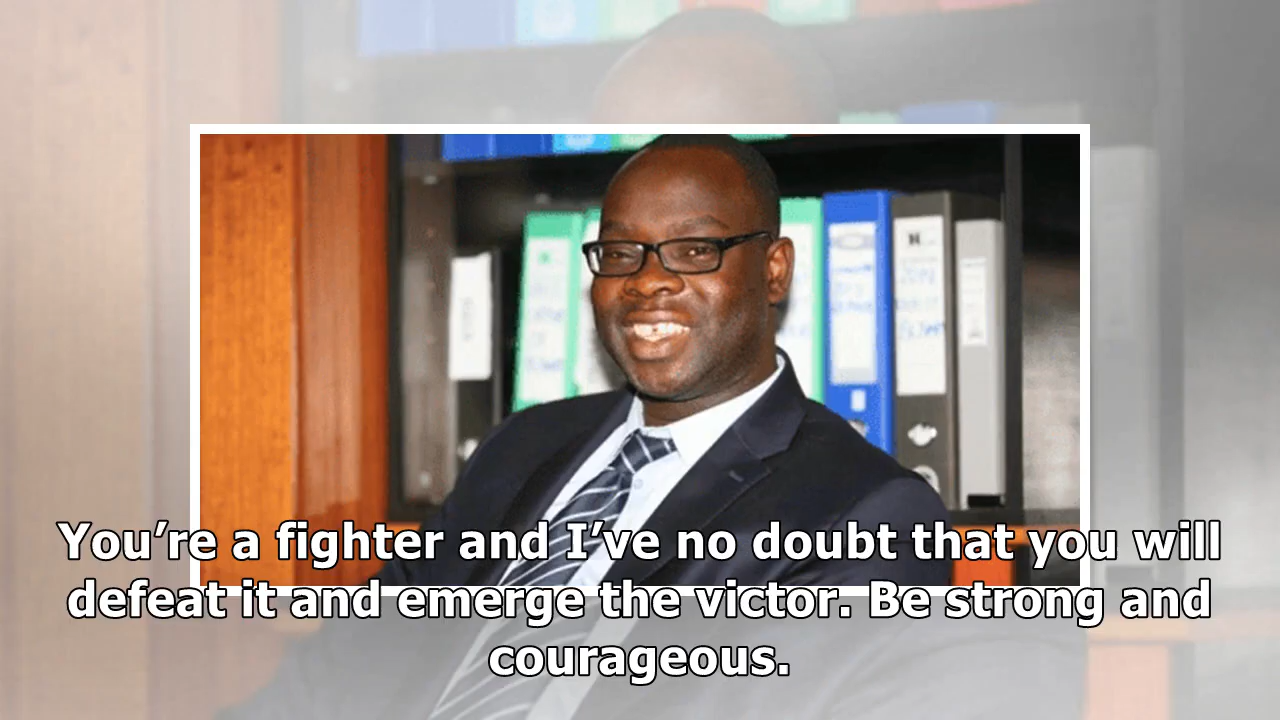 You’re a fighter and I’ve no doubt that you will
defeat it and emerge the victor. Be strong and
courageous.